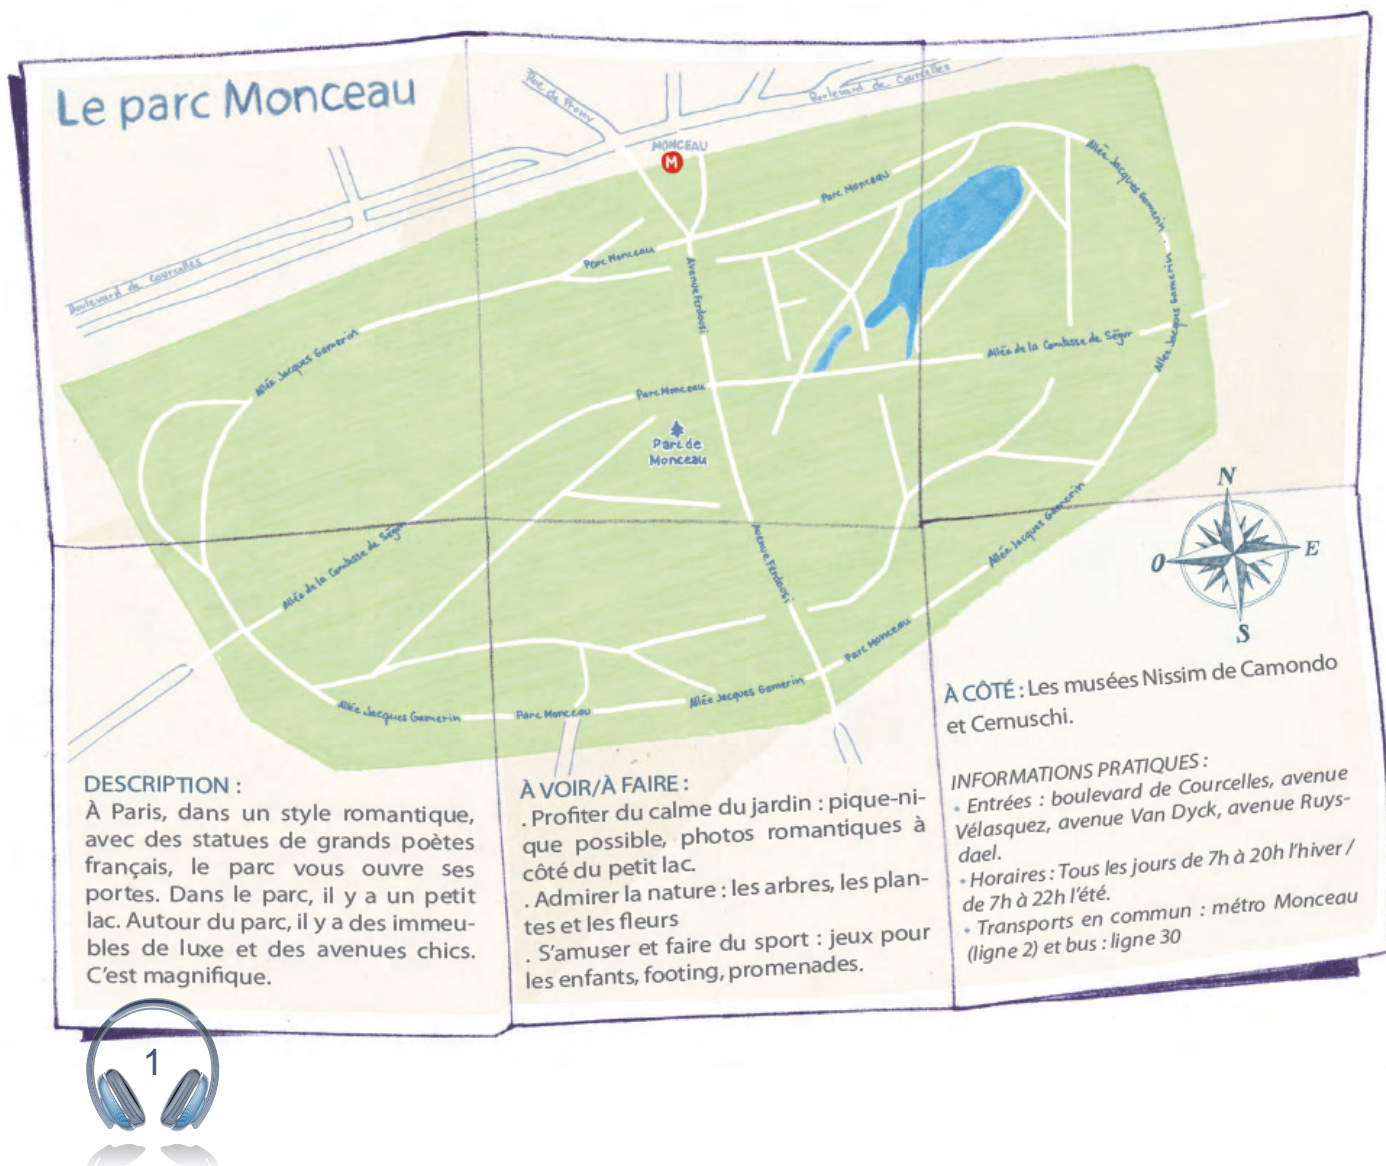 Le parc Monceau
Rue de Prony
Boulevard de Courcelles
MONCEAU
M
Boulevard de Courcelles
Parc Monceau
Allée Jacques Garnerin
Parc Monceau
Avenue Ferdousi
Allée Jacques Garnerin
Allée Jacques Garnerin
Allée de la Comtesse de Ségur
Parc Monceau
Parc de
Monceau
Allée de la Comtesse de Ségur
Avenue Ferdousi
Allée Jacques Garnerin
Parc Monceau
Allée Jacques Garnerin
Parc Monceau
Allée Jacques Garnerin
N
O
E
S
DESCRIPTION :
À Paris, dans un style romantique,
avec des statues de grands poètes
français, le parc vous ouvre ses
portes. Dans le parc, il y a un petit
lac. Autour du parc, il y a des immeu-
bles de luxe et des avenues chics.
C'est magnifique.
À VOIR/À FAIRE :
. Profiter du calme du jardin : pique-ni-
que possible, photos romantiques à
côté du petit lac.
. Admirer la nature : les arbres, les plan-
tes et les fleurs
. S'amuser et faire du sport : jeux pour
les enfants, footing, promenades.
À CÔTÉ : Les musées Nissim de Camondo
et Cernuschi.
INFORMATIONS PRATIQUES :
• Entrées : boulevard de Courcelles, avenue
Vélasquez, avenue Van Dyck, avenue Ruys-
dael.
• Horaires : Tous les jours de 7h à 20h l'hiver /
de 7h à 22h l'été.
• Transports en commun : métro Monceau
(ligne 2) et bus : ligne 30
1